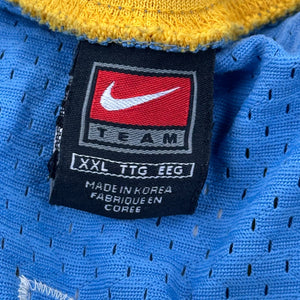 TEAM
XXL TTG EEG
MADE IN KOREA
FABRIQUE EN
COREE